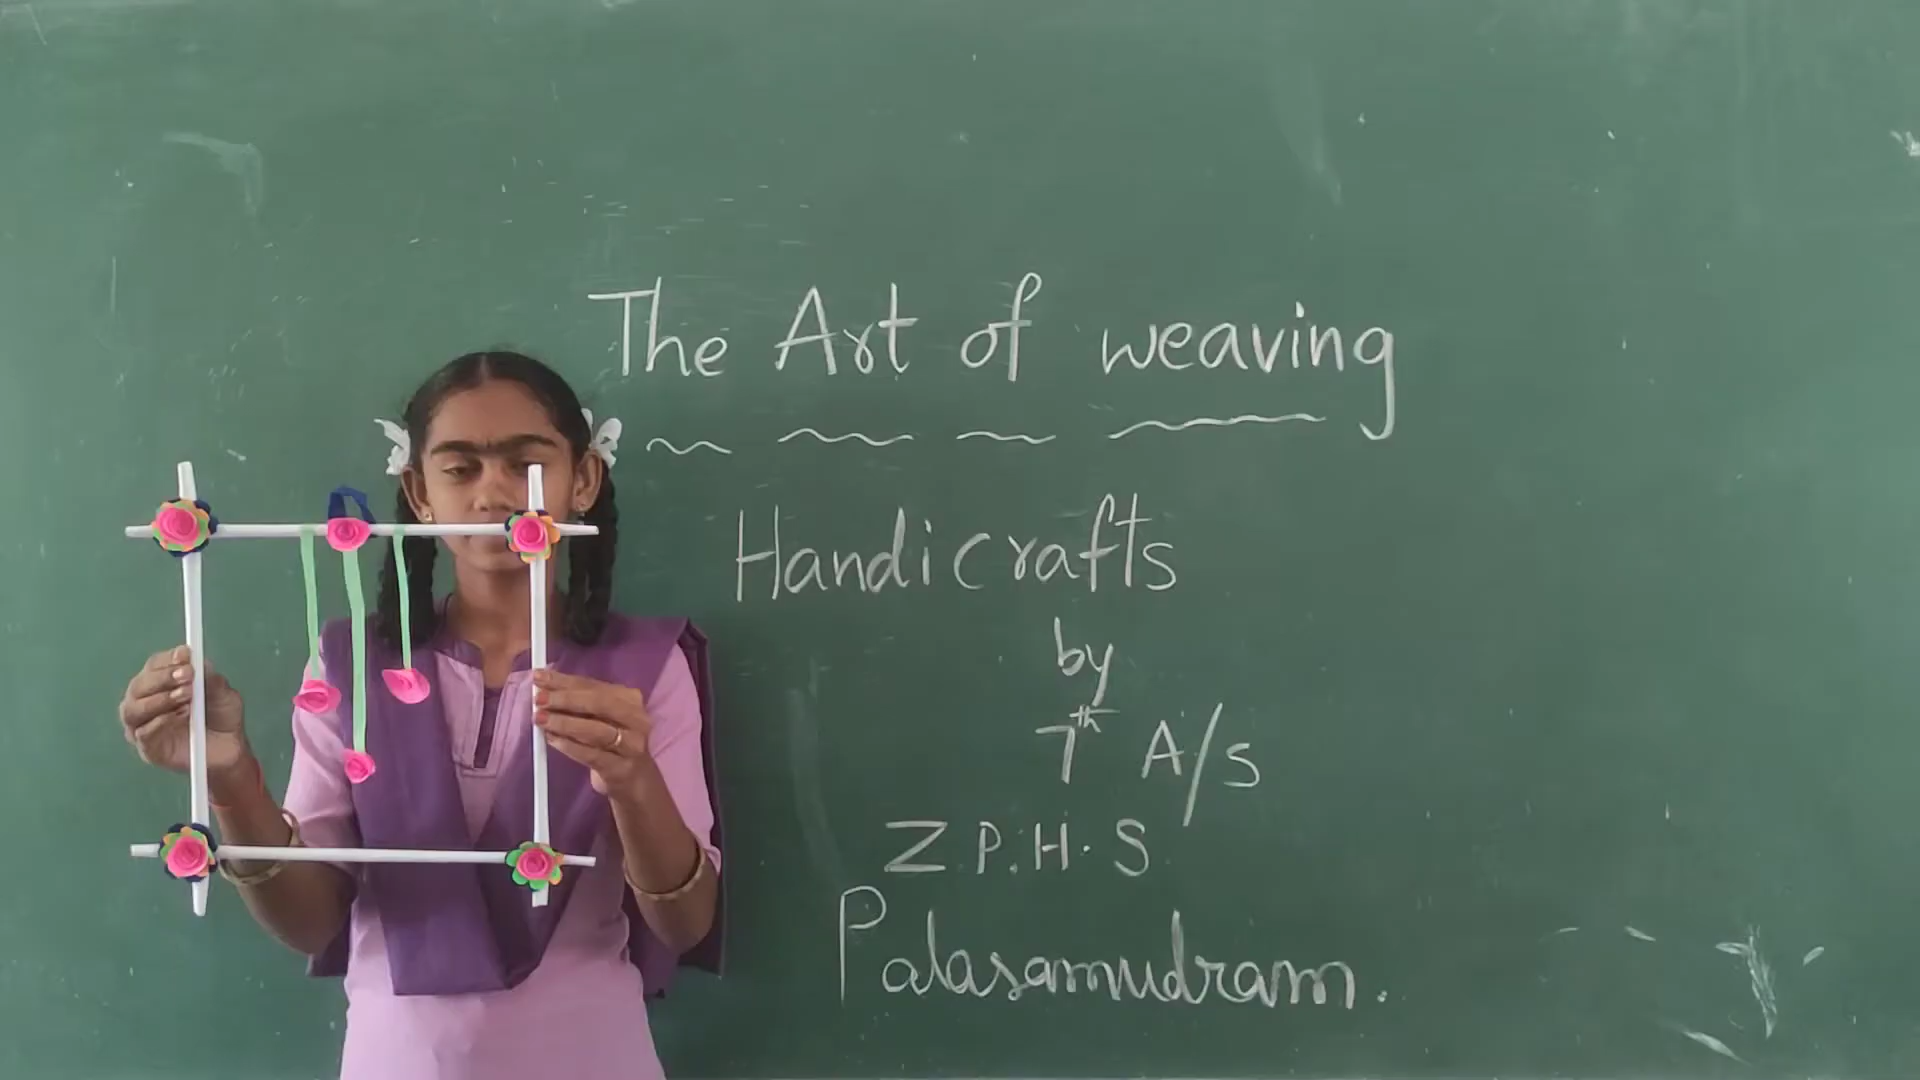 The Art of weaving
Handicrafts
by
7th A/S
Z.P.H.S
Palasamudram.